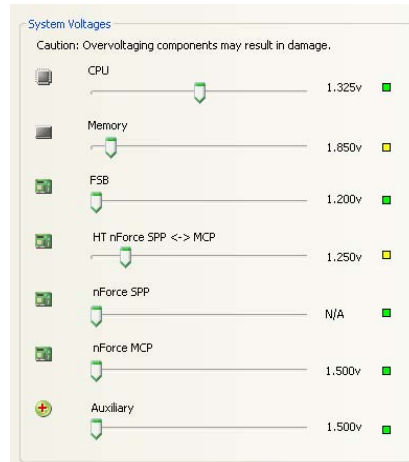 System Voltages
Caution: Overvoltaging components may result in damage.
CPU
1.325v
Memory
1.850v
FSB
1.200v
HT nForce SPP <-> MCP
1.250v
nForce SPP
N/A
nForce MCP
1.500v
Auxiliary
1.500v